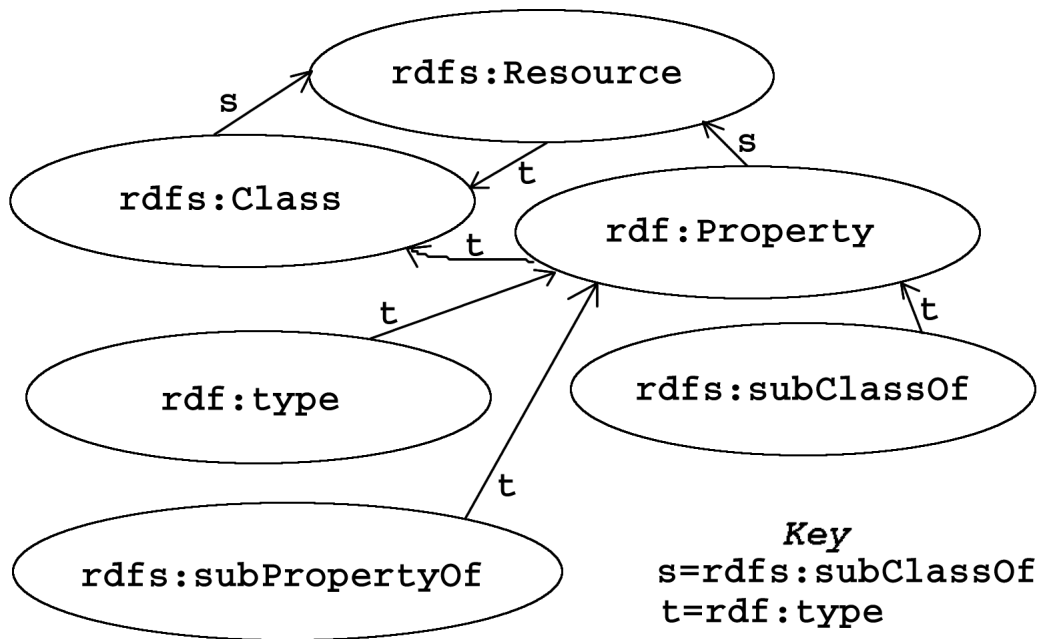 rdfs:Resource
s
t
s
rdfs:Class
rdf:Property
t
t
t
rdf:type
rdfs:subClassOf
t
rdfs:subPropertyOf
Key
s=rdfs:subClassOf
t=rdf:type